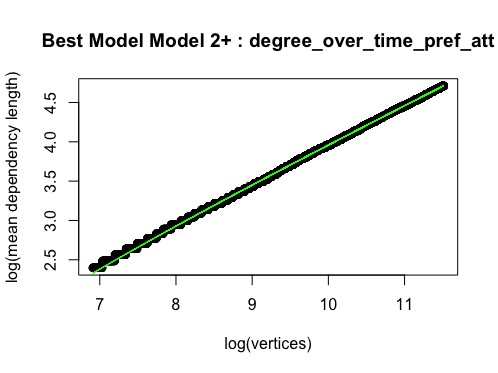 Best Model Model 2+ : degree_over_time_pref_att
log(mean dependency length)
4.5
4.0
3.5
3.0
2.5
7 8 9 10 11
log(vertices)